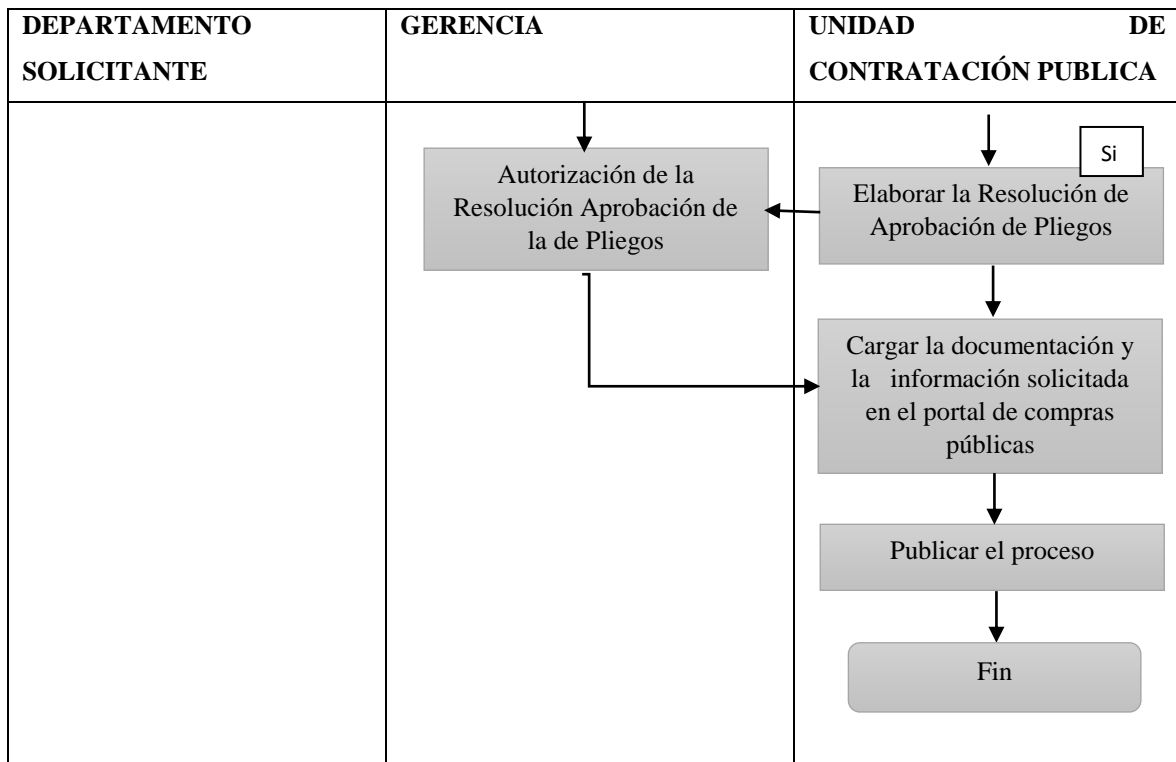 DEPARTAMENTO
SOLICITANTE
GERENCIA
UNIDAD DE
CONTRATACIÓN PUBLICA
Autorización de la
Resolución Aprobación de
la de Pliegos
Si
Elaborar la Resolución de
Aprobación de Pliegos
Cargar la documentación y
la información solicitada
en el portal de compras
públicas
Publicar el proceso
Fin